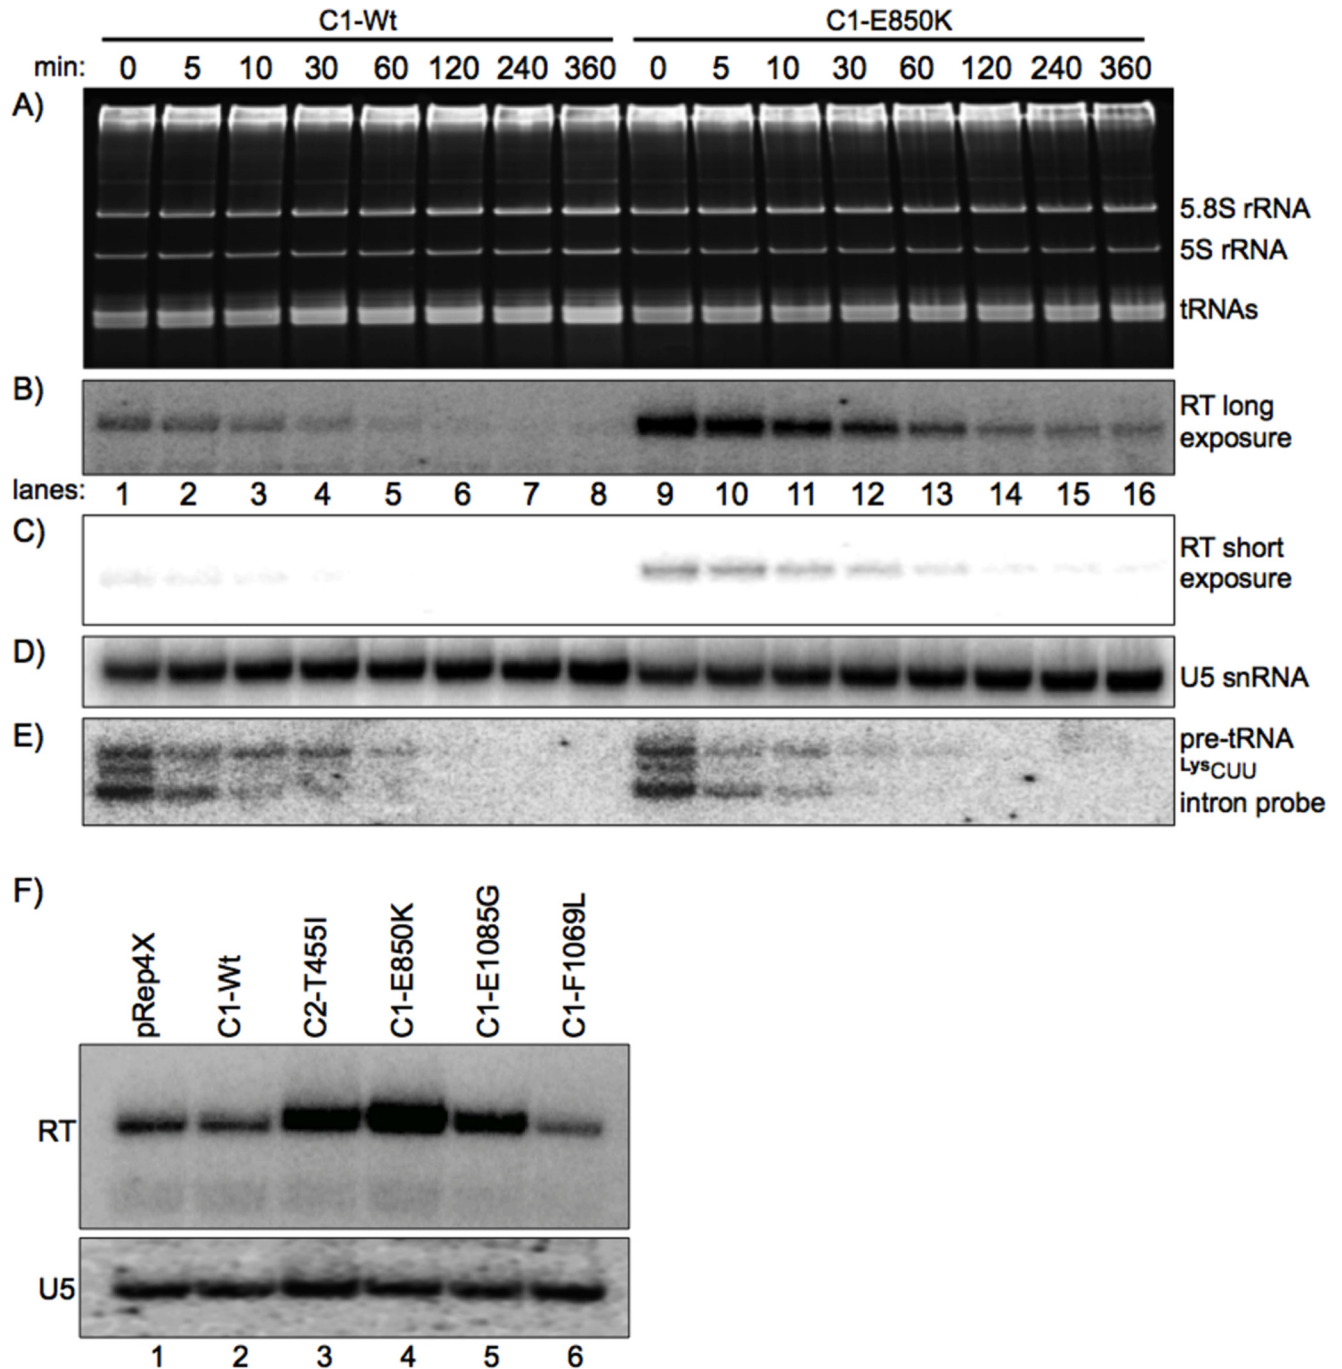 C1-Wt C1-E850K
min: 0 5 10 30 60 120 240 360 0 5 10 30 60 120 240 360
A)
5.8S rRNA
5S rRNA
tRNAs
B)
RT long
exposure
lanes: 1 2 3 4 5 6 7 8 9 10 11 12 13 14 15 16
C)
RT short
exposure
D)
U5 snRNA
E)
pre-tRNA
LysCUU
intron probe
F)
pRep4X C1-Wt C2-T455I C1-E850K C1-E1085G C1-F1069L
RT
U5
1 2 3 4 5 6